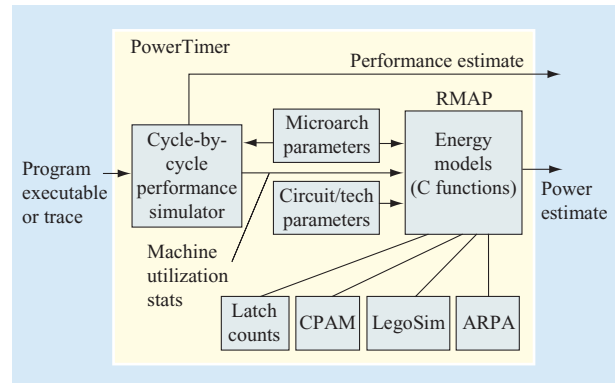 PowerTimer
Performance estimate
RMAP
Cycle-by-
cycle
performance
simulator
Microarch
parameters
Energy
models
(C functions)
Program
executable
or trace
Circuit/tech
parameters
Power
estimate
Machine
utilization
stats
Latch
counts
CPAM
LegoSim
ARPA